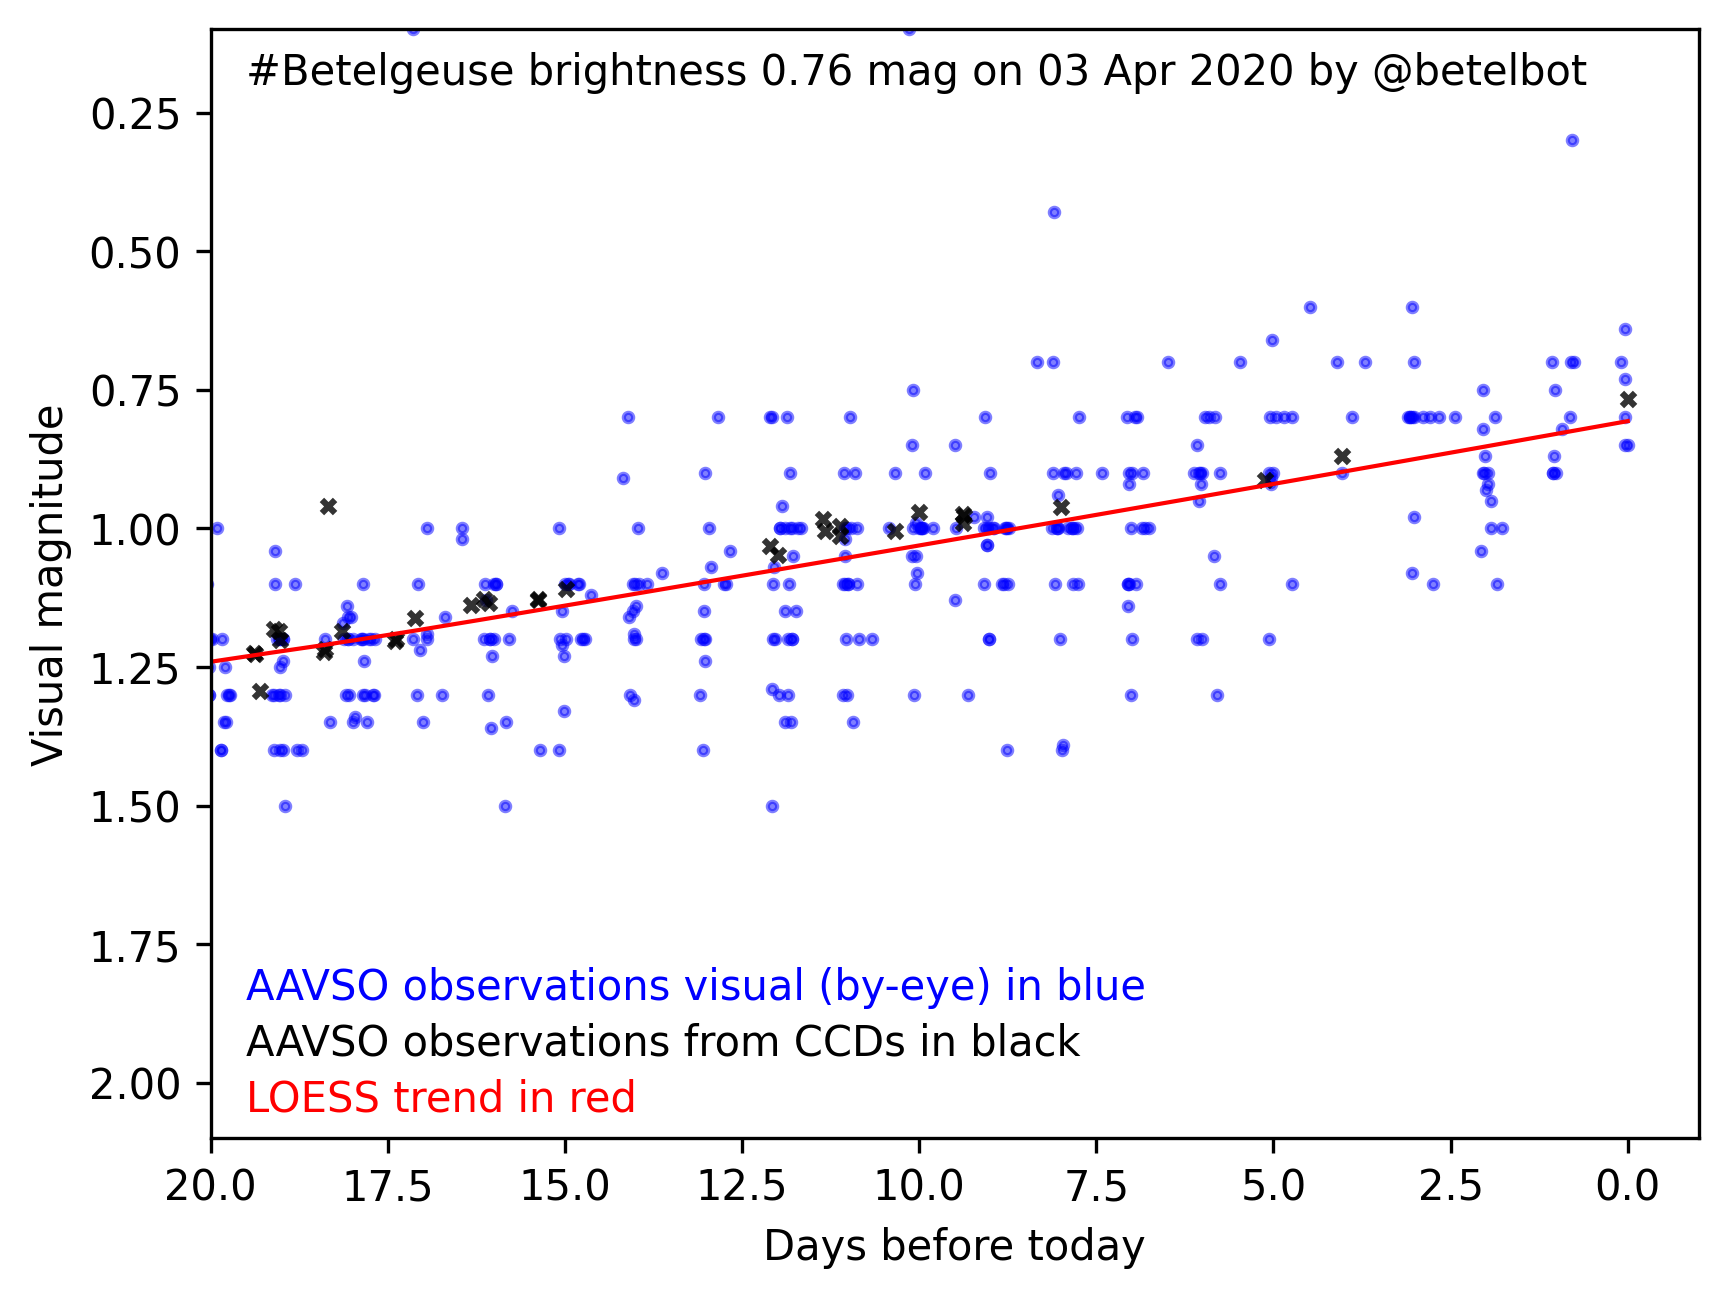 #Betelgeuse brightness 0.76 mag on 03 Apr 2020 by @betelbot
0.25
0.50
0.75
1.00
1.25
1.50
1.75
2.00
Visual magnitude
AAVSO observations visual (by-eye) in blue
AAVSO observations from CCDs in black
LOESS trend in red
20.0 17.5 15.0 12.5 10.0 7.5 5.0 2.5 0.0
Days before today